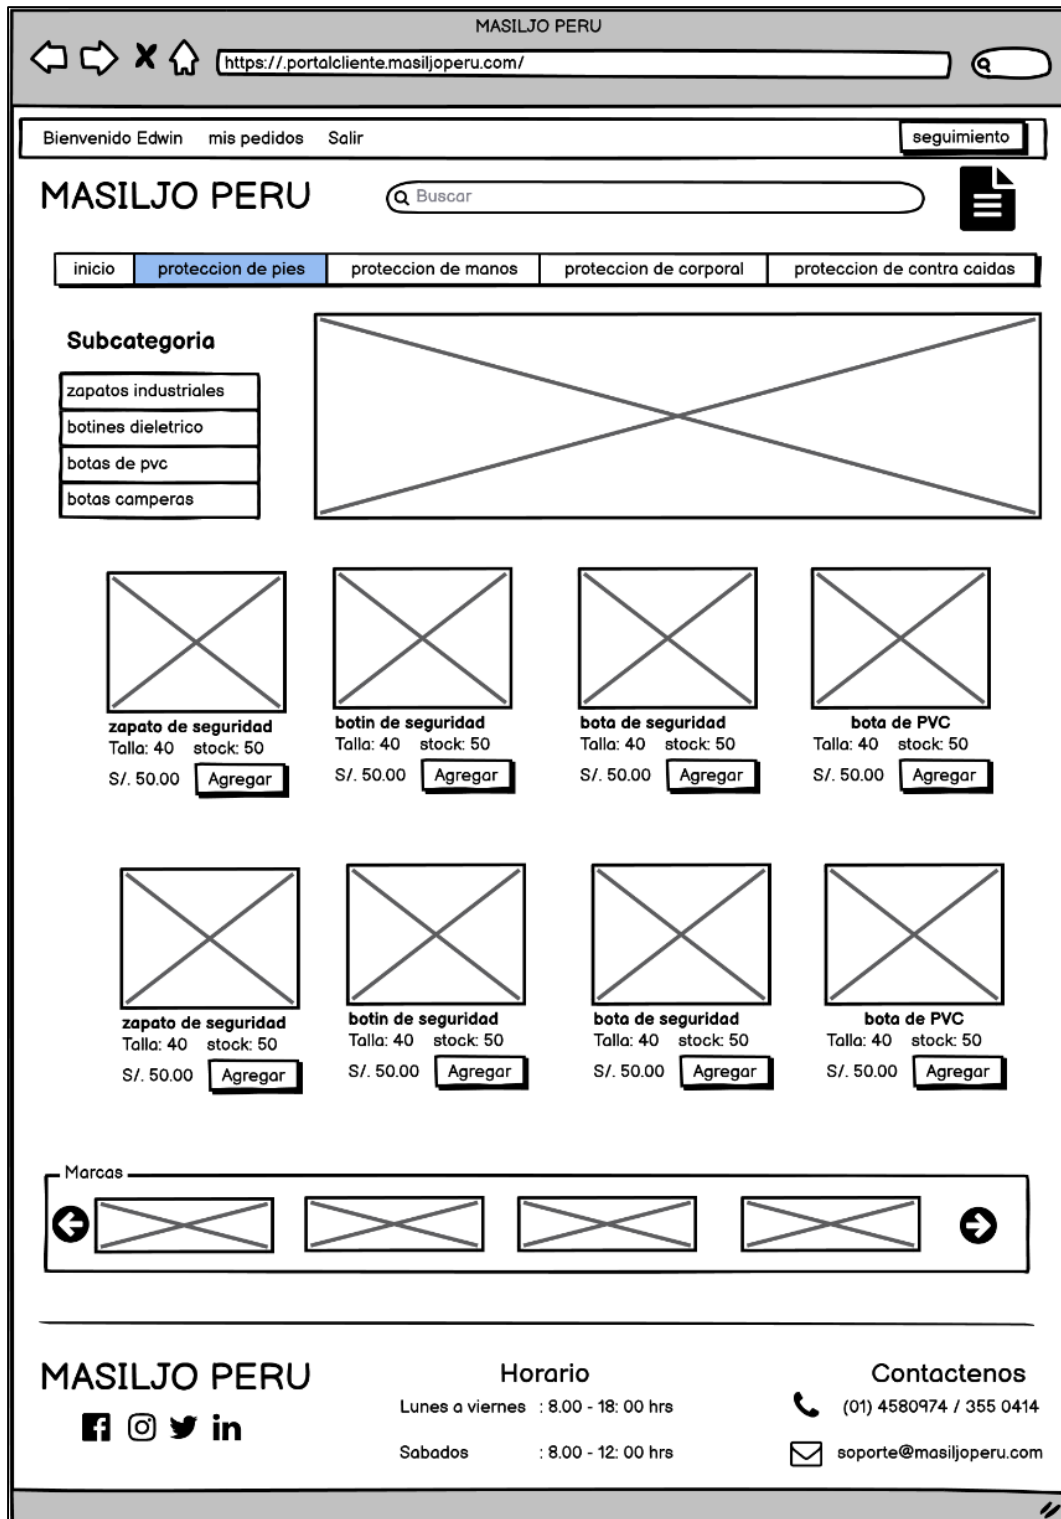 MASILJO PERU
https://.portalcliente.masiljoperu.com/
Bienvenido Edwin mis pedidos Salir seguimiento
MASILJO PERU Buscar
inicio proteccion de pies proteccion de manos proteccion de corporal proteccion de contra caidas
Subcategoria
zapatos industriales
botines dieletrico
botas de pvc
botas camperas
zapato de seguridad botin de seguridad bota de seguridad bota de PVC
Talla: 40 stock: 50 Talla: 40 stock: 50 Talla: 40 stock: 50 Talla: 40 stock: 50
S/. 50.00 Agregar S/. 50.00 Agregar S/. 50.00 Agregar S/. 50.00 Agregar
zapato de seguridad botin de seguridad bota de seguridad bota de PVC
Talla: 40 stock: 50 Talla: 40 stock: 50 Talla: 40 stock: 50 Talla: 40 stock: 50
S/. 50.00 Agregar S/. 50.00 Agregar S/. 50.00 Agregar S/. 50.00 Agregar
Marcas
MASILJO PERU Horario Contactenos
Lunes a viernes : 8.00 - 18: 00 hrs (01) 4580974 / 355 0414
Sabados : 8.00 - 12: 00 hrs soporte@masiljoperu.com